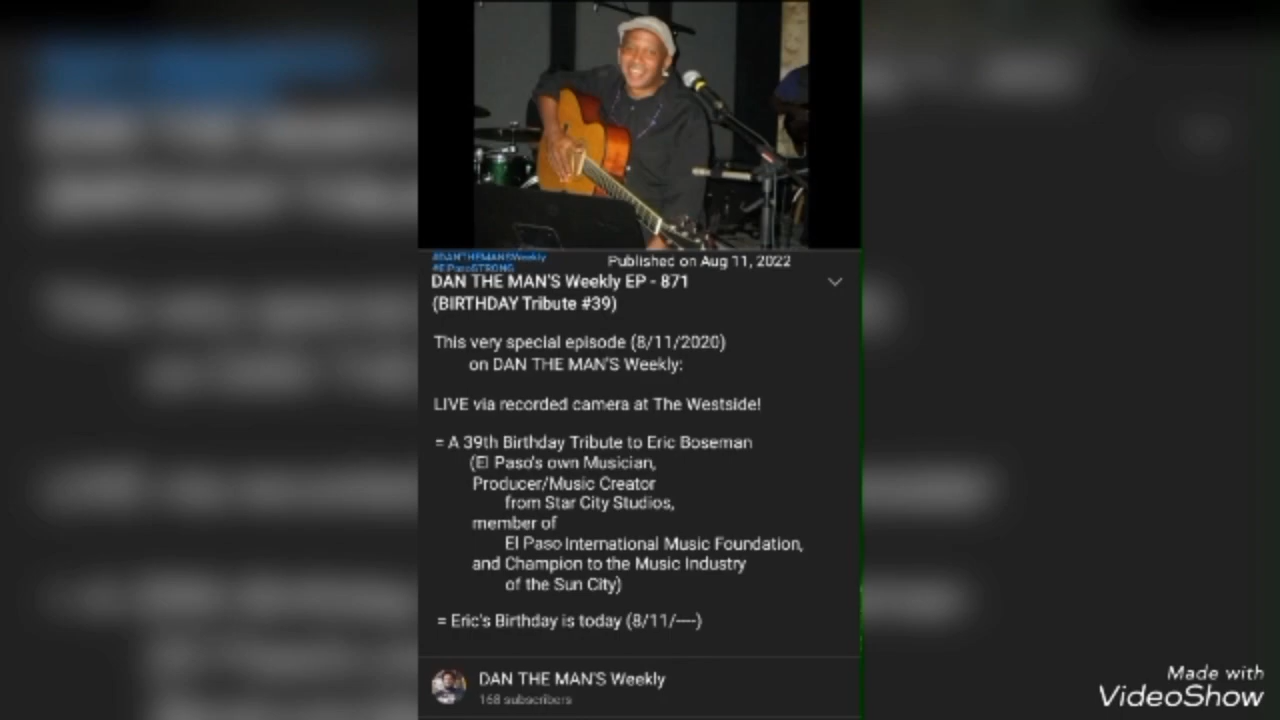 #DANTHEMANSWeekly
#ElPasoSTRONG
Published on Aug 11, 2022
DAN THE MAN'S Weekly EP - 871
(BIRTHDAY Tribute #39)
This very special episode (8/11/2020)
on DAN THE MAN'S Weekly:
LIVE via recorded camera at The Westside!
= A 39th Birthday Tribute to Eric Boseman
(El Paso's own Musician,
Producer/Music Creator
from Star City Studios,
member of
El Paso International Music Foundation,
and Champion to the Music Industry
of the Sun City)
= Eric's Birthday is today (8/11/----)
DAN THE MAN'S Weekly
168 subscribers
Made with
VideoShow